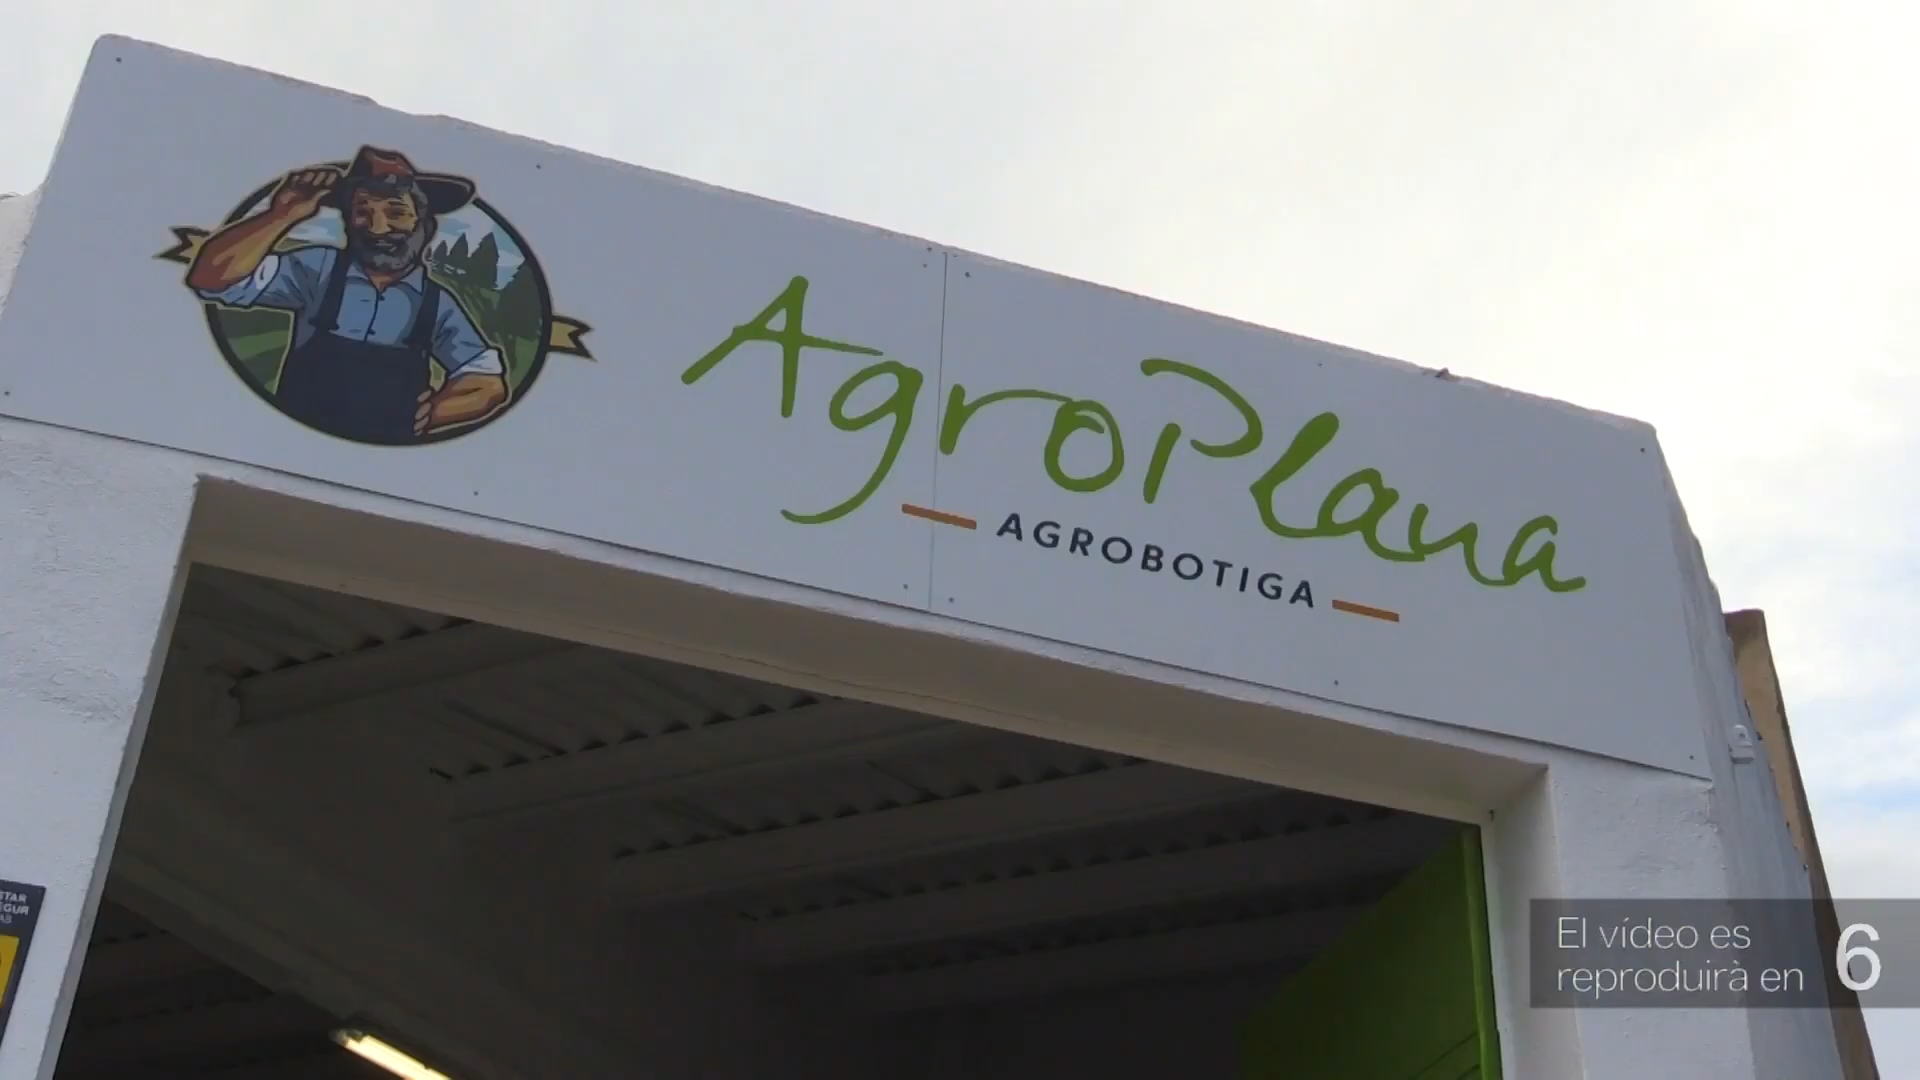 AgroPlana
AGROBOTIGA
El vídeo es
reproduirà en
6